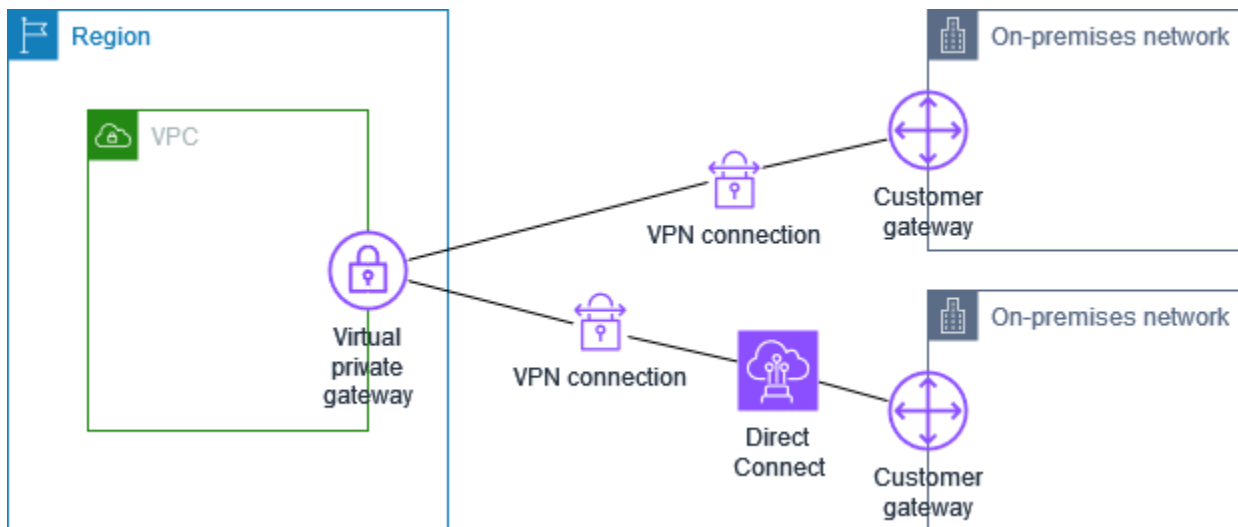 Region
On-premises network
VPC
Customer
gateway
VPN connection
On-premises network
Virtual
private
gateway
VPN connection
Direct
Connect
Customer
gateway